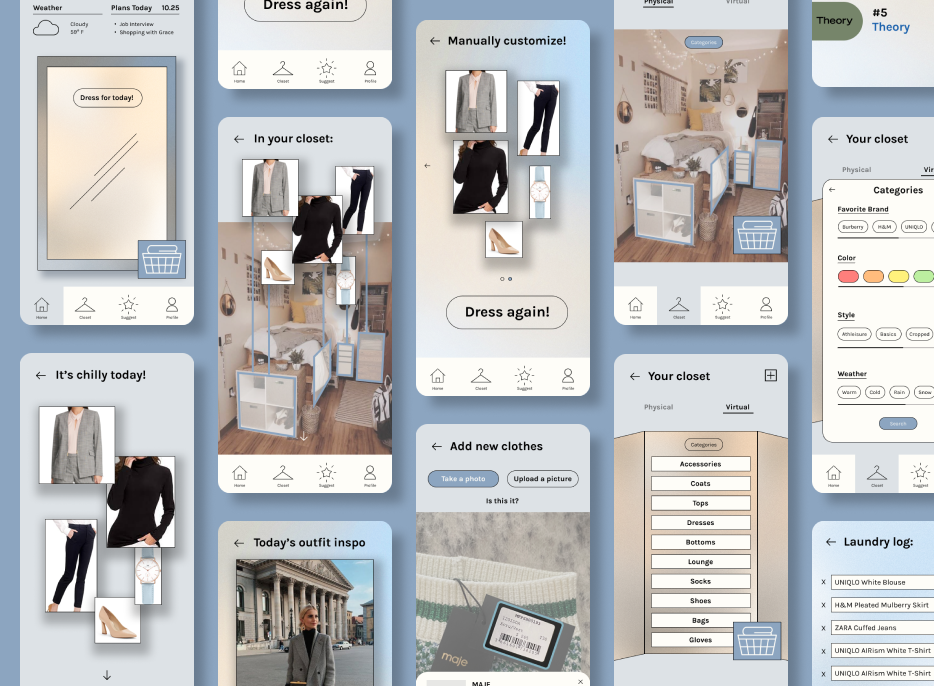 Weather
Plans Today
10.25
Cloudy
59° F
• Job Interview
• Shopping with Grace
Dress for today!
Home
Closet
Suggest
Profile
It's chilly today!
Dress again!
Home
Closet
Suggest
Profile
In your closet:
Home
Closet
Suggest
Profile
Today's outfit inspo
Manually customize!
Dress again!
Home
Closet
Suggest
Profile
Add new clothes
Take a photo
Upload a picture
Is this it?
maje
MAJE
Physical
Virtual
Categories
Home
Closet
Suggest
Profile
Your closet
Physical
Virtual
Categories
Accessories
Coats
Tops
Dresses
Bottoms
Lounge
Socks
Shoes
Bags
Gloves
Theory
#5
Theory
Your closet
Physical
Vir
Categories
Favorite Brand
Burberry
H&M
UNIQLO
Color
Style
Athleisure
Basics
Cropped
Weather
Warm
Cold
Rain
Snow
Search
Home
Closet
Suggest
Laundry log:
X UNIQLO White Blouse
X H&M Pleated Mulberry Skirt
X ZARA Cuffed Jeans
X UNIQLO AIRism White T-Shirt
X UNIQLO AIRism White T-Shirt